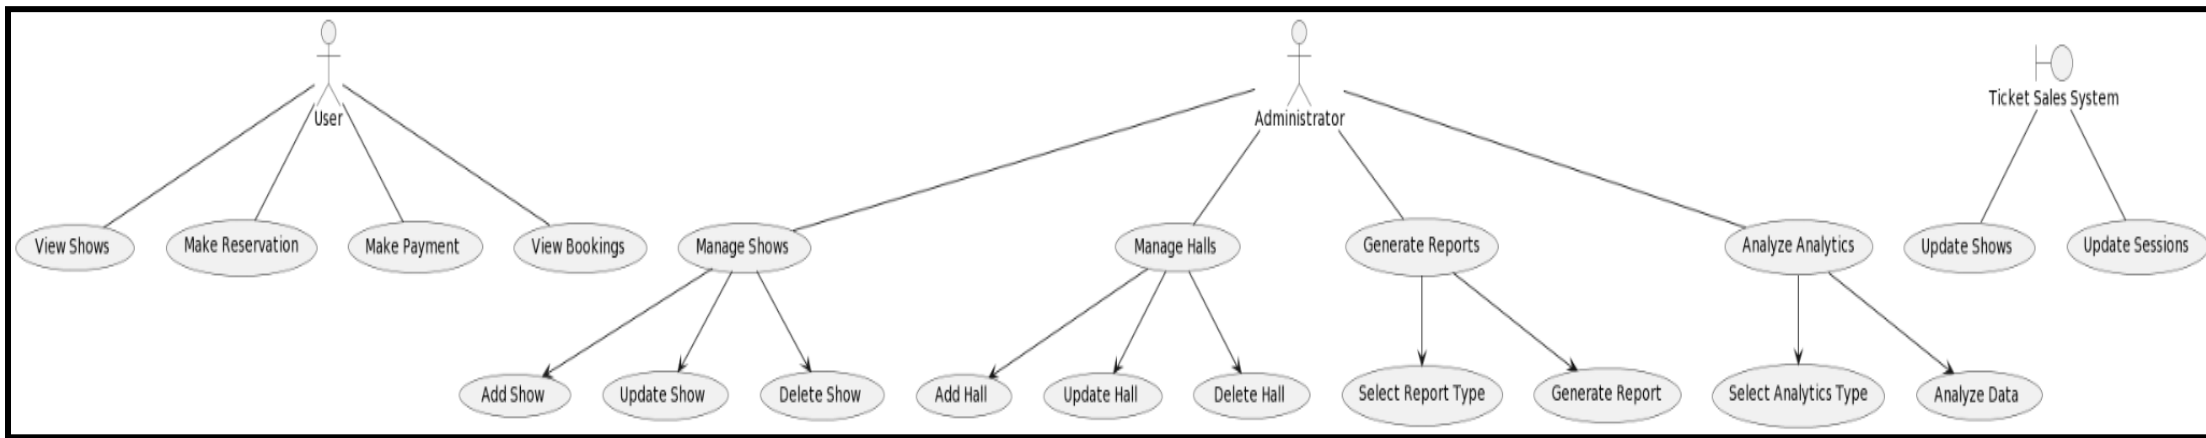 Ticket Sales System
User
Administrator
View Shows
Make Reservation
Make Payment
View Bookings
Manage Shows
Manage Halls
Generate Reports
Analyze Analytics
Update Shows
Update Sessions
Add Show
Update Show
Delete Show
Add Hall
Update Hall
Delete Hall
Select Report Type
Generate Report
Select Analytics Type
Analyze Data